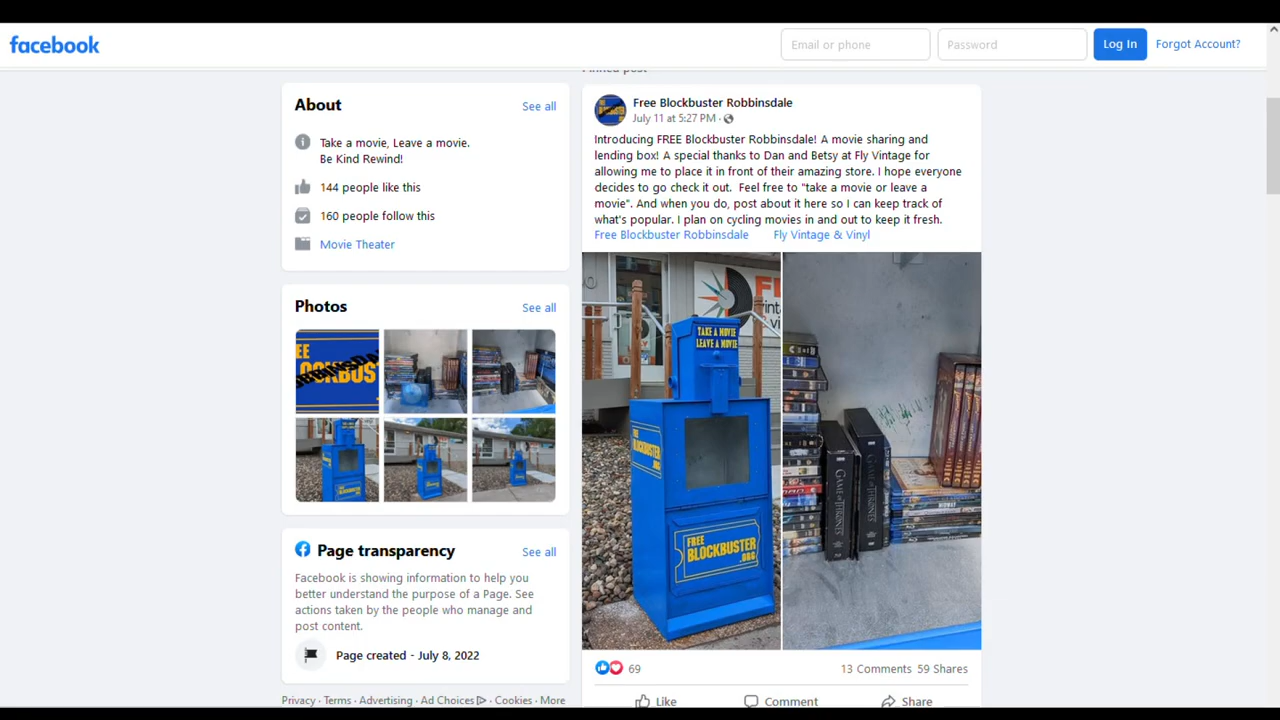 facebook
Email or phone
Password
Log In
Forgot Account?
Pinned post
About
See all
Take a movie, Leave a movie.
Be Kind Rewind!
144 people like this
160 people follow this
Movie Theater
Photos
See all
Page transparency
See all
Facebook is showing information to help you
better understand the purpose of a Page. See
actions taken by the people who manage and
post content.
Page created - July 8, 2022
Privacy · Terms · Advertising · Ad Choices · Cookies · More
Free Blockbuster Robbinsdale
July 11 at 5:27 PM ·
Introducing FREE Blockbuster Robbinsdale! A movie sharing and
lending box! A special thanks to Dan and Betsy at Fly Vintage for
allowing me to place it in front of their amazing store. I hope everyone
decides to go check it out. Feel free to "take a movie or leave a
movie". And when you do, post about it here so I can keep track of
what's popular. I plan on cycling movies in and out to keep it fresh.
Free Blockbuster Robbinsdale Fly Vintage & Vinyl
TAKE A MOVIE
LEAVE A MOVIE
FREE
BLOCKBUSTER
.ORG
FREE
BLOCKBUSTER
.ORG
GAME OF THRONES
GAME OF THRONES
69
13 Comments 59 Shares
Like
Comment
Share